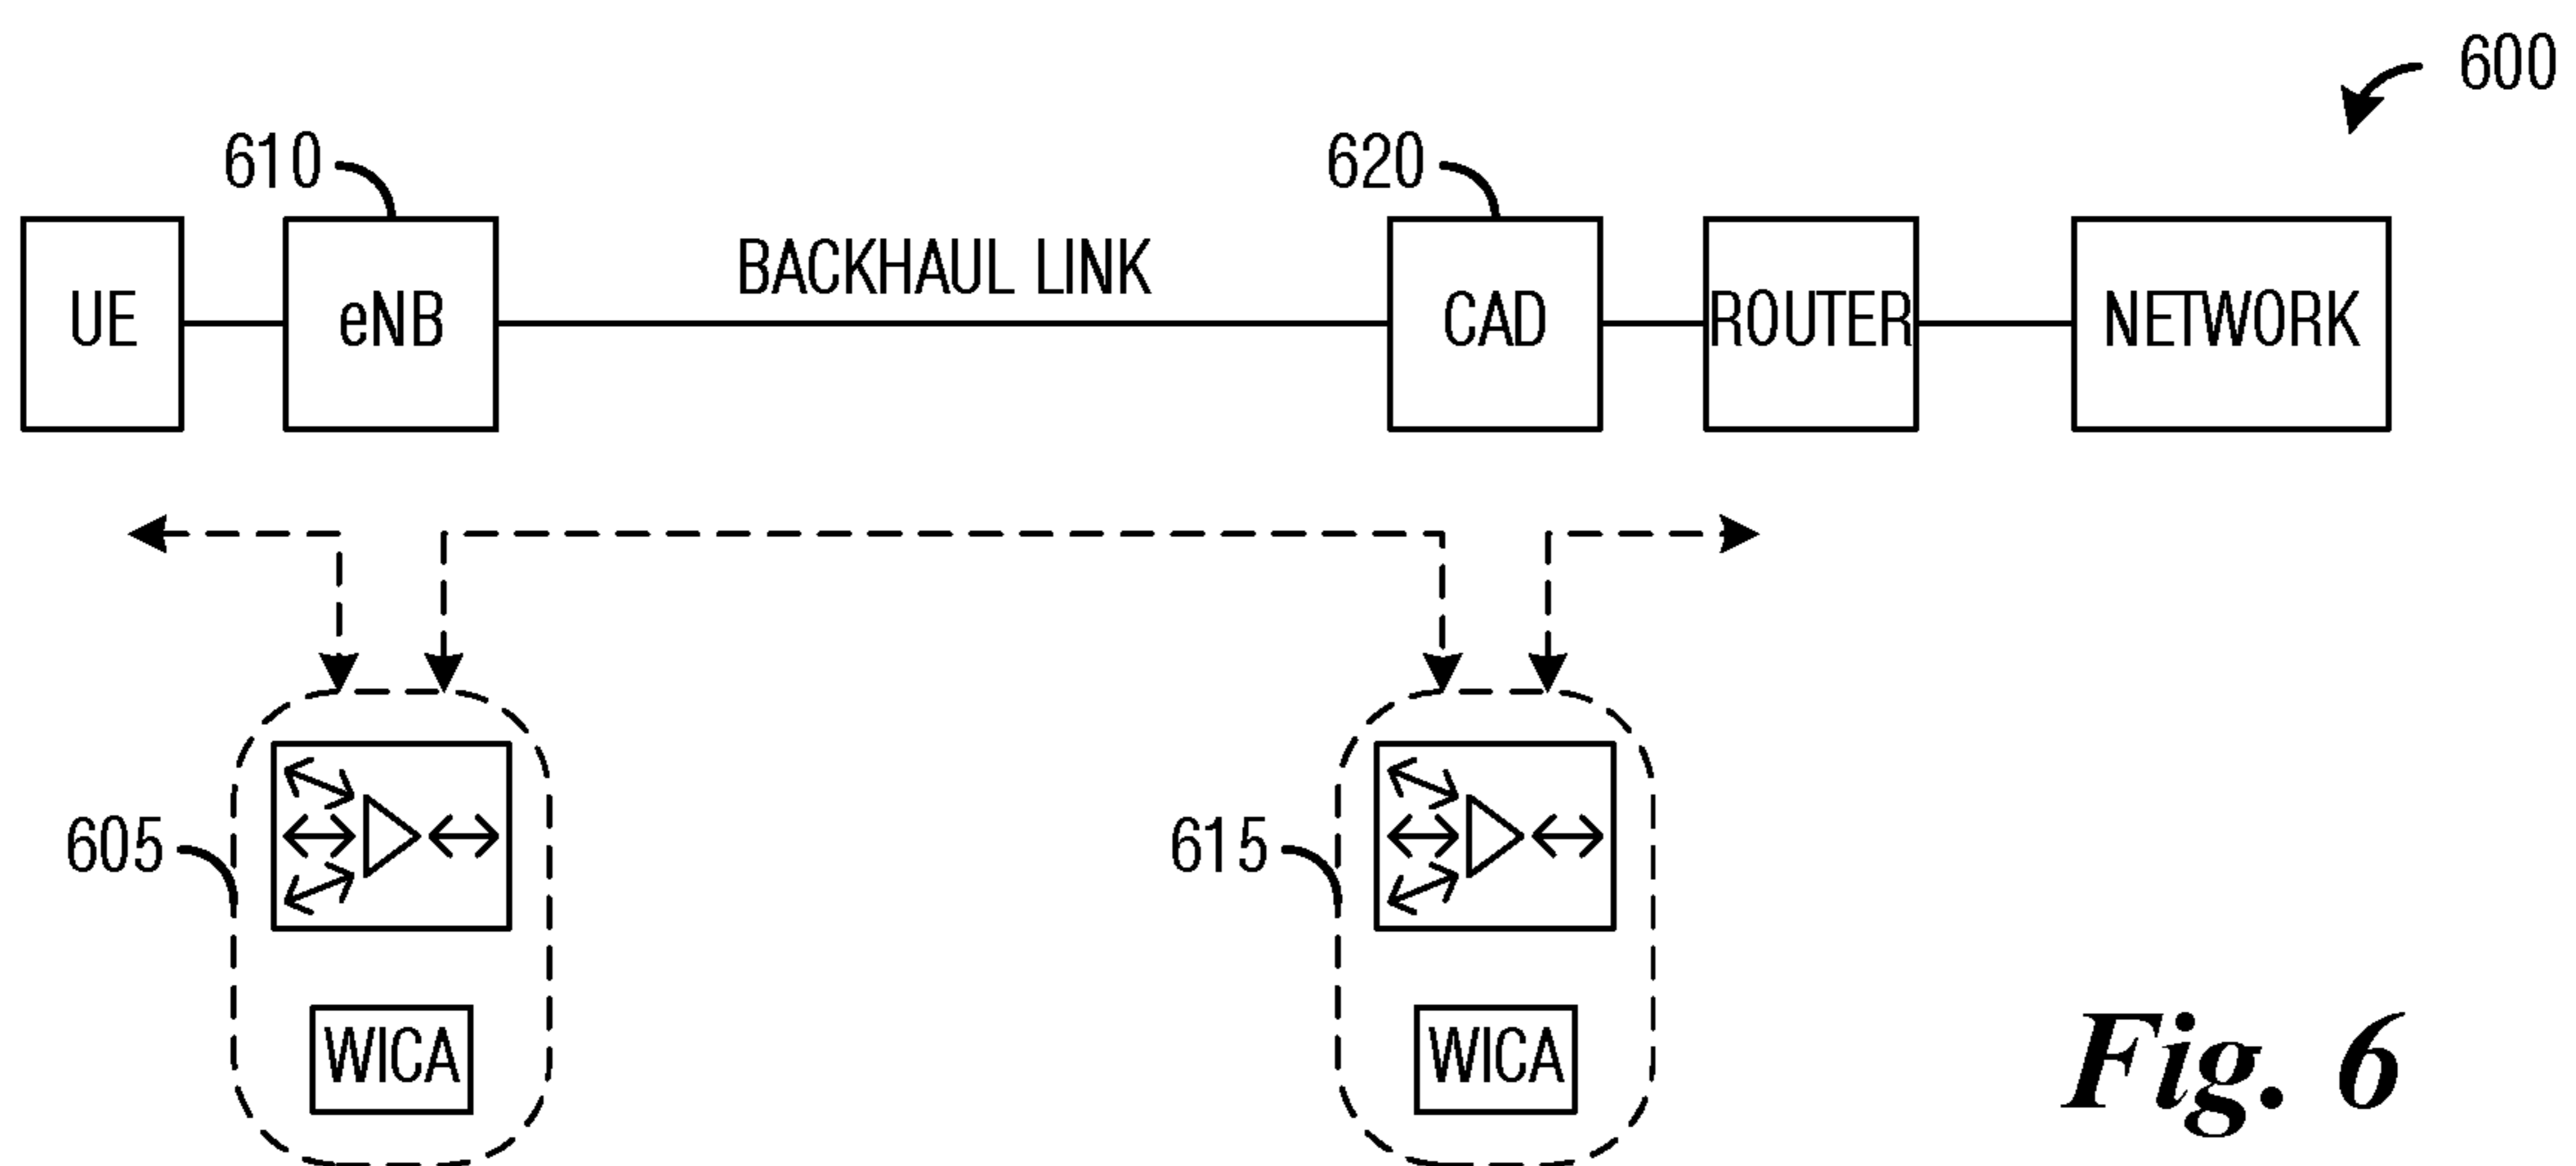 600
610
620
UE
eNB
BACKHAUL LINK
CAD
ROUTER
NETWORK
605
615
WICA
WICA
Fig. 6